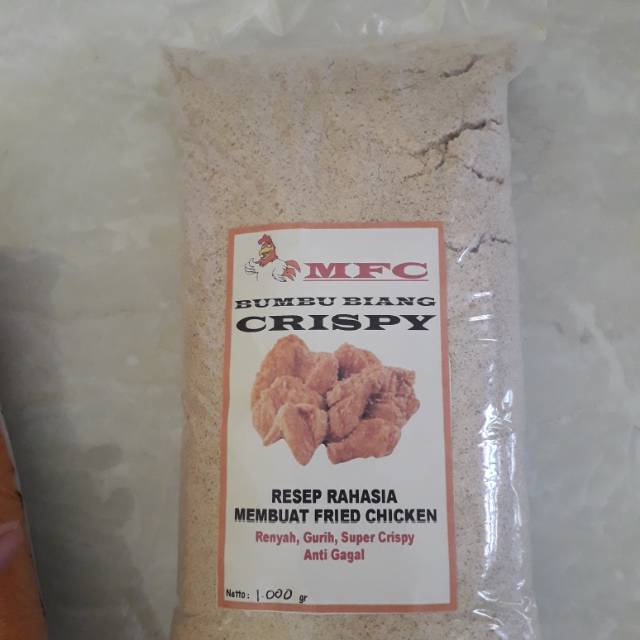 MFC
BUMBU BIANG
CRISPY
RESEP RAHASIA
MEMBUAT FRIED CHICKEN
Renyah, Gurih, Super Crispy
Anti Gagal
Netto : 1.000 gr